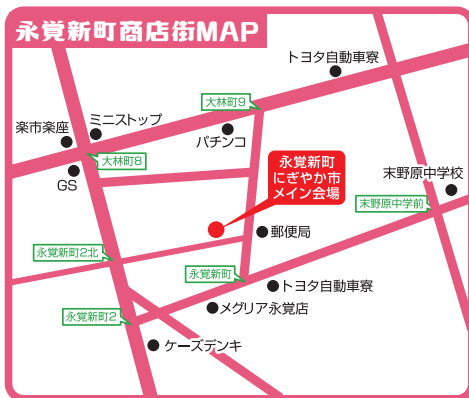 永覚新町商店街MAP
トヨタ自動車寮
大林町9
ミニストップ
楽市楽座
パチンコ
大林町8
GS
永覚新町
にぎやか市
メイン会場
末野原中学校
末野原中学前
郵便局
永覚新町2北
永覚新町
トヨタ自動車寮
メグリア永覚店
永覚新町2
ケーズデンキ